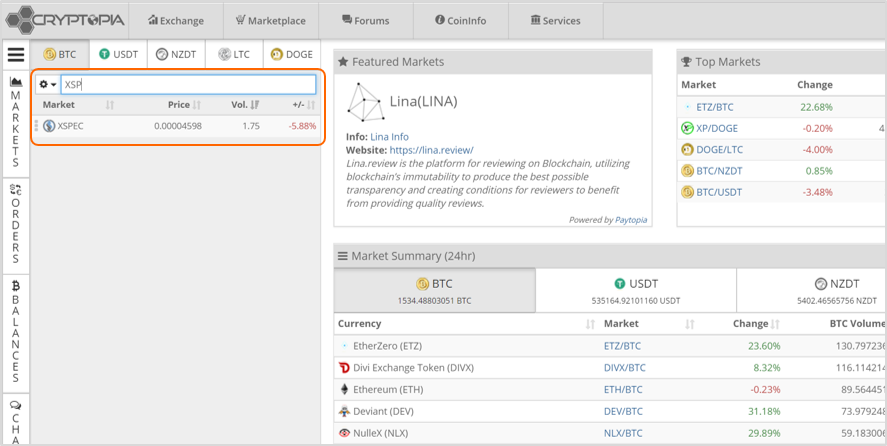 CRYPTOPIA
Exchange
Marketplace
Forums
CoinInfo
Services
BTC
USDT
NZDT
LTC
DOGE
XSP
Market Price Vol. +/-
XSPEC 0.00004598 1.75 -5.88%
MARKETS
ORDERS
BALANCES
CHA
Featured Markets
Lina(LINA)
Info: Lina Info
Website: https://lina.review/
Lina.review is the platform for reviewing on Blockchain, utilizing
blockchain's immutability to produce the best possible
transparency and creating conditions for reviewers to benefit
from providing quality reviews.
Powered by Paytopia
Top Markets
Market Change
ETZ/BTC 22.68%
XP/DOGE -0.20% 4
DOGE/LTC -4.00%
BTC/NZDT 0.85%
BTC/USDT -3.48%
Market Summary (24hr)
BTC
1534.48803051 BTC
USDT
535164.92101160 USDT
NZDT
5402.46565756 NZDT
Currency Market Change BTC Volume
EtherZero (ETZ) ETZ/BTC 23.60% 130.797236
Divi Exchange Token (DIVX) DIVX/BTC 8.32% 116.114214
Ethereum (ETH) ETH/BTC -0.23% 89.564451
Deviant (DEV) DEV/BTC 31.18% 73.979248
NulleX (NLX) NLX/BTC 29.89% 59.183006